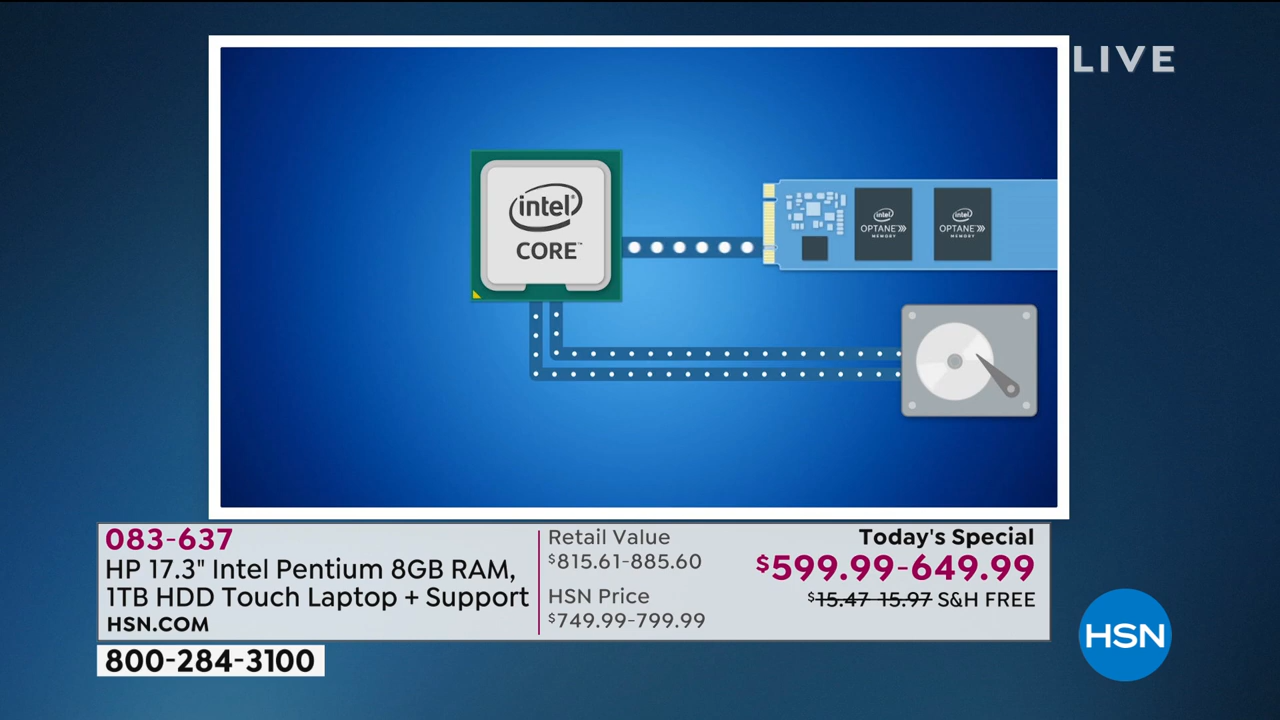 LIVE
intel
CORE™
intel
OPTANE
MEMORY
intel
OPTANE
MEMORY
083-637
HP 17.3" Intel Pentium 8GB RAM,
1TB HDD Touch Laptop + Support
HSN.COM
Retail Value
$815.61-885.60
HSN Price
$749.99-799.99
Today's Special
$599.99-649.99
$15.47-15.97 S&H FREE
800-284-3100
HSN